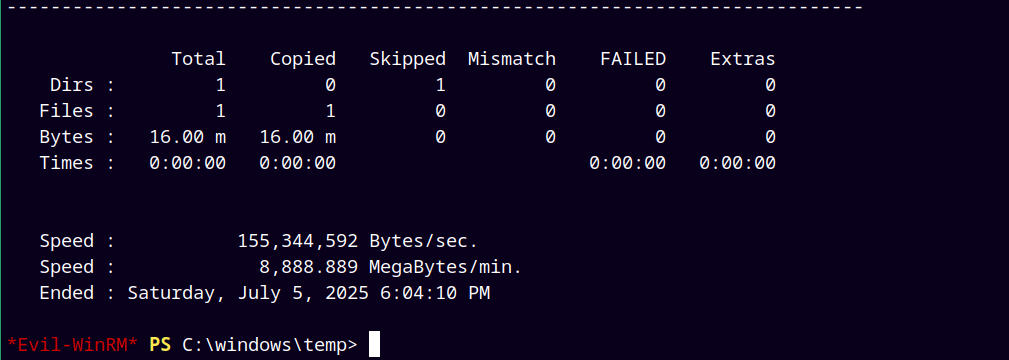 ------------------------------------------------------------------------------
Total Copied Skipped Mismatch FAILED Extras
Dirs : 1 0 1 0 0 0
Files : 1 1 0 0 0 0
Bytes : 16.00 m 16.00 m 0 0 0 0
Times : 0:00:00 0:00:00 0:00:00 0:00:00
Speed : 155,344,592 Bytes/sec.
Speed : 8,888.889 MegaBytes/min.
Ended : Saturday, July 5, 2025 6:04:10 PM
*Evil-WinRM* PS C:\windows\temp>